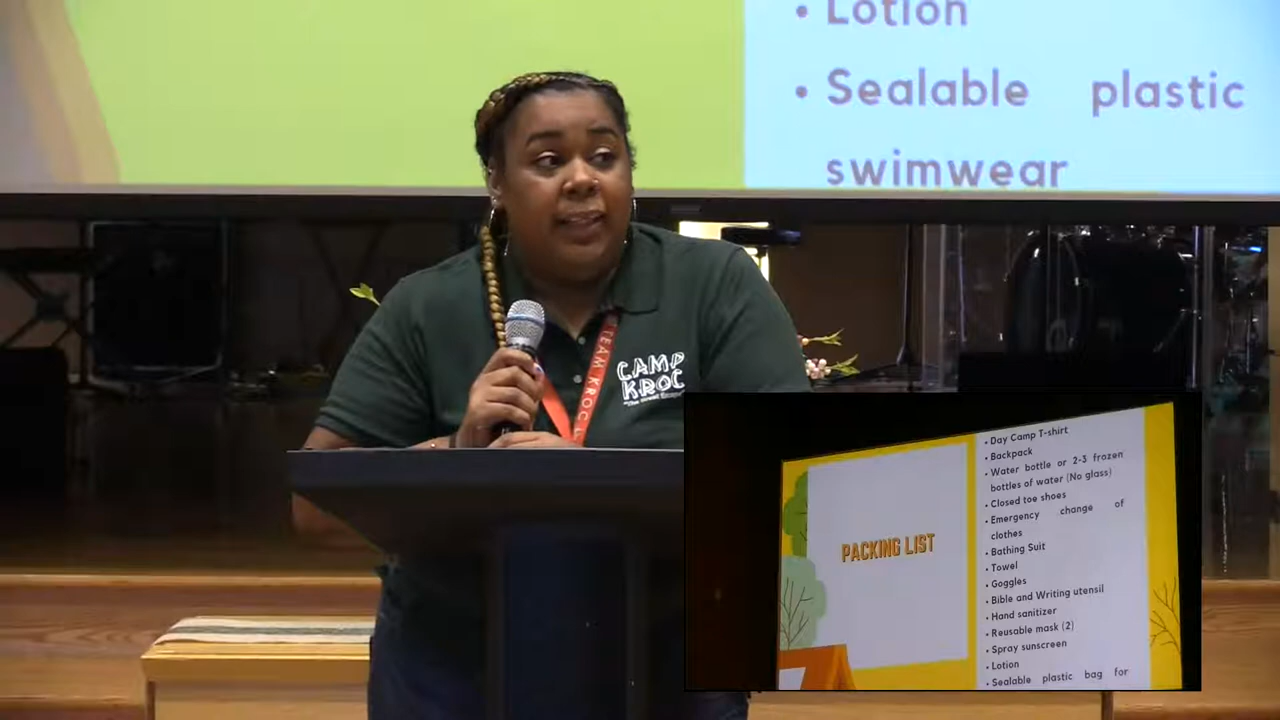 • Lotion
• Sealable plastic
swimwear
TEAM KROC
CAMP
KROC
PACKING LIST
• Day Camp T-shirt
• Backpack
• Water bottle or 2-3 frozen
bottles of water (No glass)
• Closed toe shoes
• Emergency change of
clothes
• Bathing Suit
• Towel
• Goggles
• Bible and Writing utensil
• Hand sanitizer
• Reusable mask (2)
• Spray sunscreen
• Lotion
• Sealable plastic bag for